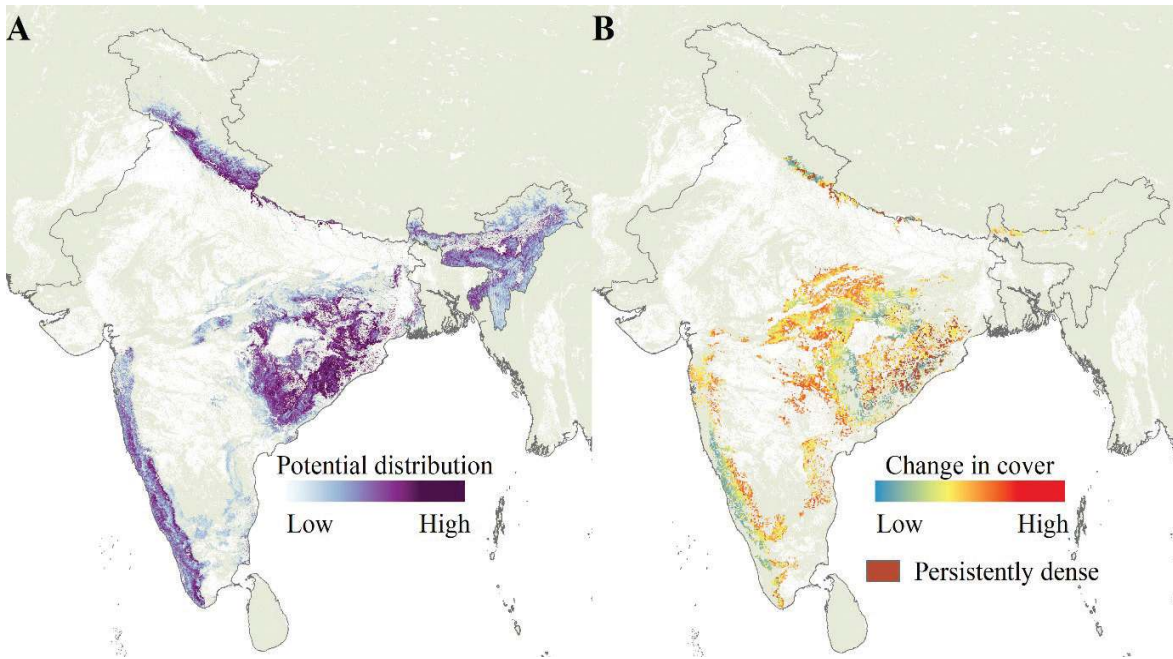 A
B
Potential distribution
Low High
Change in cover
Low High
Persistently dense